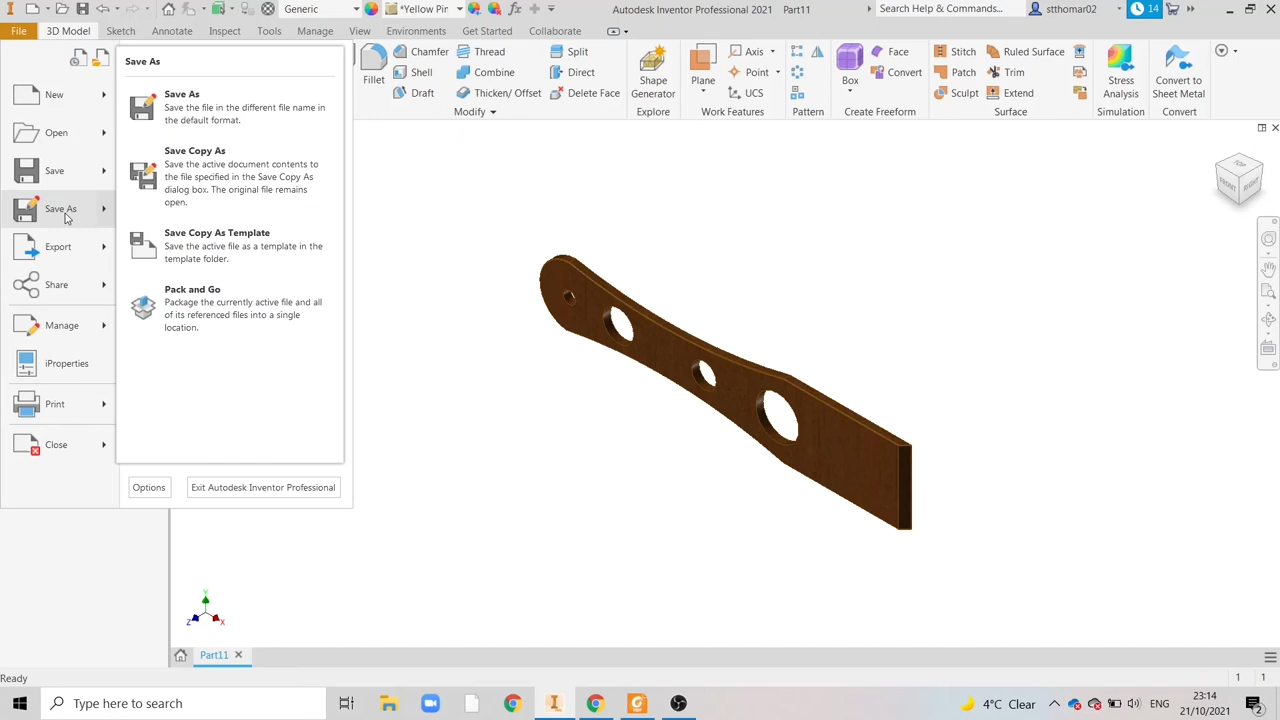 Generic
*Yellow Pin
Autodesk Inventor Professional 2021 Part11
Search Help & Commands...
stthomar02
14
File
3D Model
Sketch
Annotate
Inspect
Tools
Manage
View
Environments
Get Started
Collaborate
Fillet
Chamfer
Shell
Draft
Thread
Combine
Thicken/ Offset
Split
Direct
Delete Face
Modify
Shape
Generator
Explore
Plane
Axis
Point
UCS
Work Features
Pattern
Box
Face
Convert
Create Freeform
Stitch
Patch
Sculpt
Ruled Surface
Trim
Extend
Surface
Stress
Analysis
Simulation
Convert to
Sheet Metal
Convert
New
Open
Save
Save As
Export
Share
Manage
iProperties
Print
Close
Save As
Save As
Save the file in the different file name in
the default format.
Save Copy As
Save the active document contents to
the file specified in the Save Copy As
dialog box. The original file remains
open.
Save Copy As Template
Save the active file as a template in the
template folder.
Pack and Go
Package the currently active file and all
of its referenced files into a single
location.
Options
Exit Autodesk Inventor Professional
TOP
FRONT
RIGHT
Y
Z
X
Part11
Ready
1
1
Type here to search
4°C Clear
ENG
23:14
21/10/2021
2